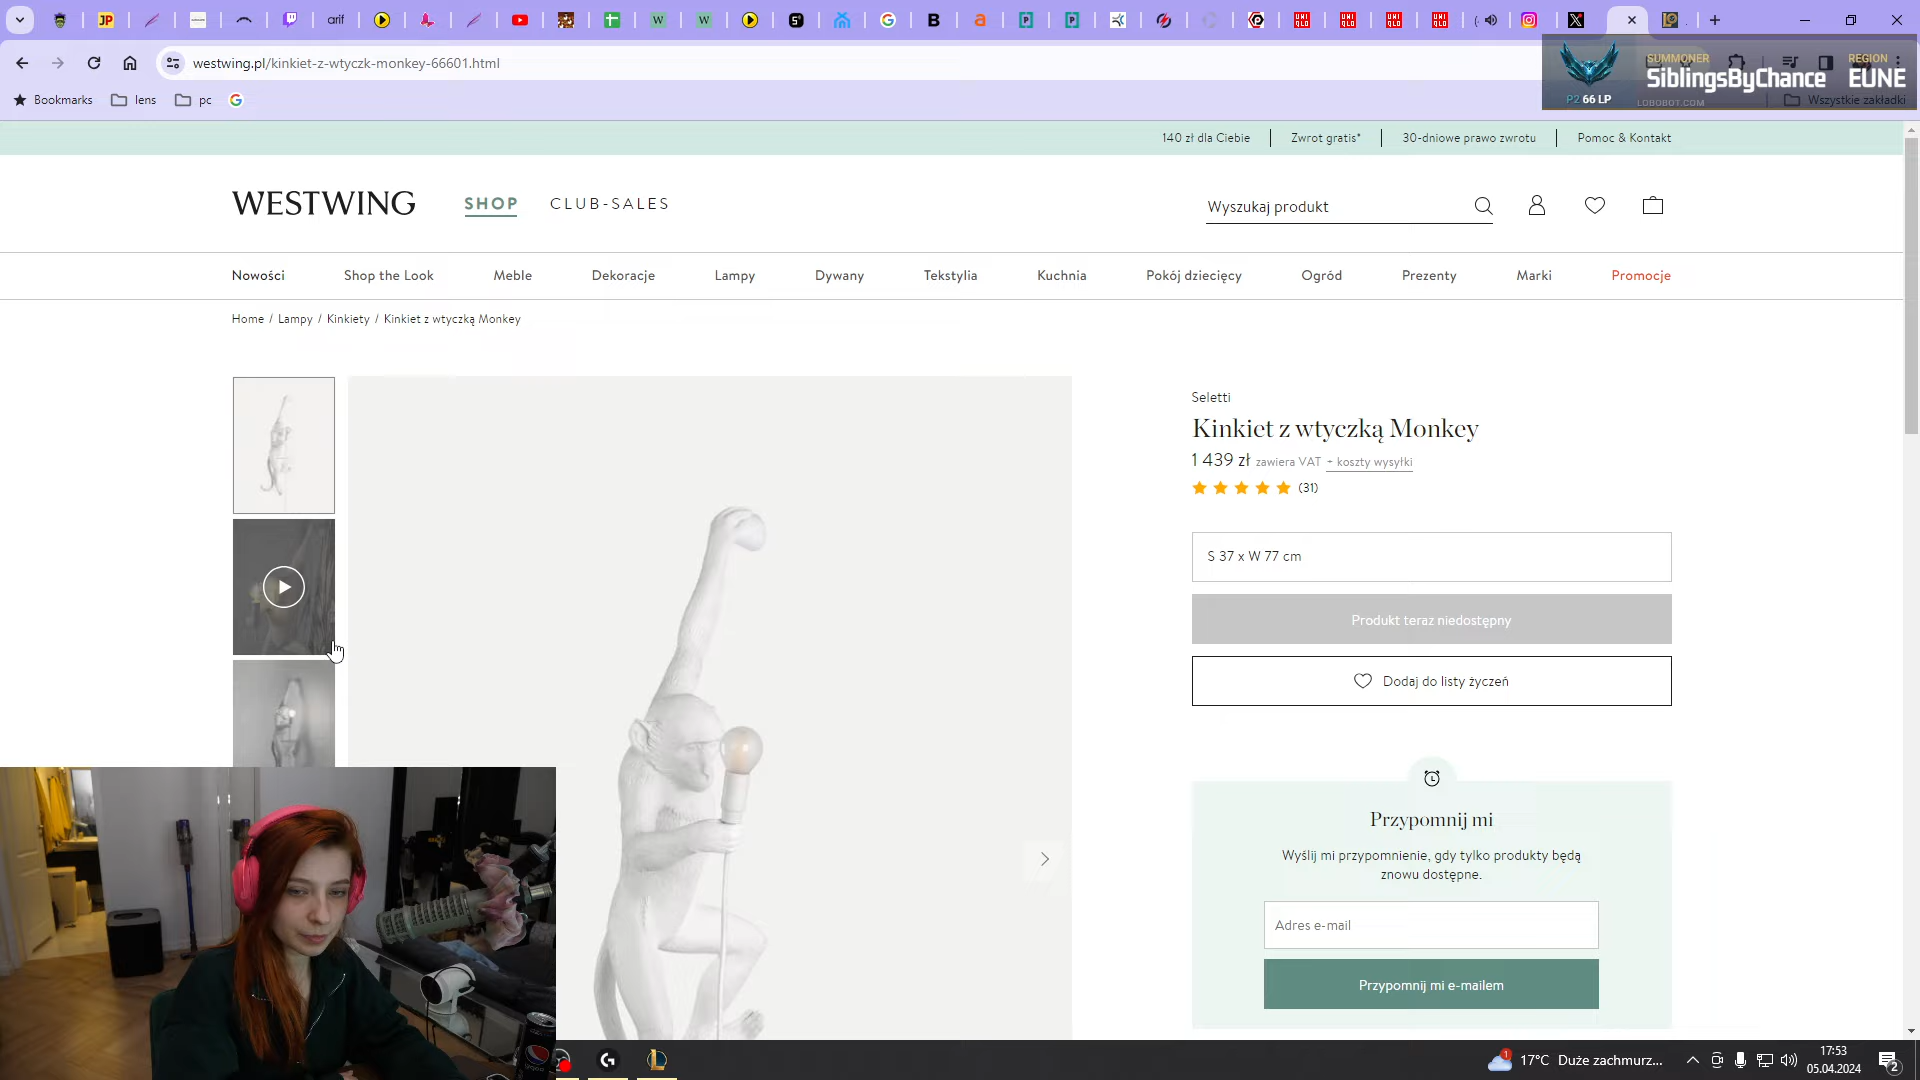 arif
westwing.pl/kinkiet-z-wtyczk-monkey-66601.html
Bookmarks
lens
pc
Wszystkie zakładki
SUMMONER
SiblingsByChance
REGION
EUNE
P2 66 LP
LOBOBOT.COM
140 zł dla Ciebie
Zwrot gratis*
30-dniowe prawo zwrotu
Pomoc & Kontakt
WESTWING
SHOP
CLUB-SALES
Wyszukaj produkt
Nowości
Shop the Look
Meble
Dekoracje
Lampy
Dywany
Tekstylia
Kuchnia
Pokój dziecięcy
Ogród
Prezenty
Marki
Promocje
Home / Lampy / Kinkiety / Kinkiet z wtyczką Monkey
Seletti
Kinkiet z wtyczką Monkey
1 439 zł zawiera VAT + koszty wysyłki
(31)
S 37 x W 77 cm
Produkt teraz niedostępny
Dodaj do listy życzeń
Przypomnij mi
Wyślij mi przypomnienie, gdy tylko produkty będą
znowu dostępne.
Adres e-mail
Przypomnij mi e-mailem
1
17°C Duże zachmurz...
17:53
05.04.2024
2